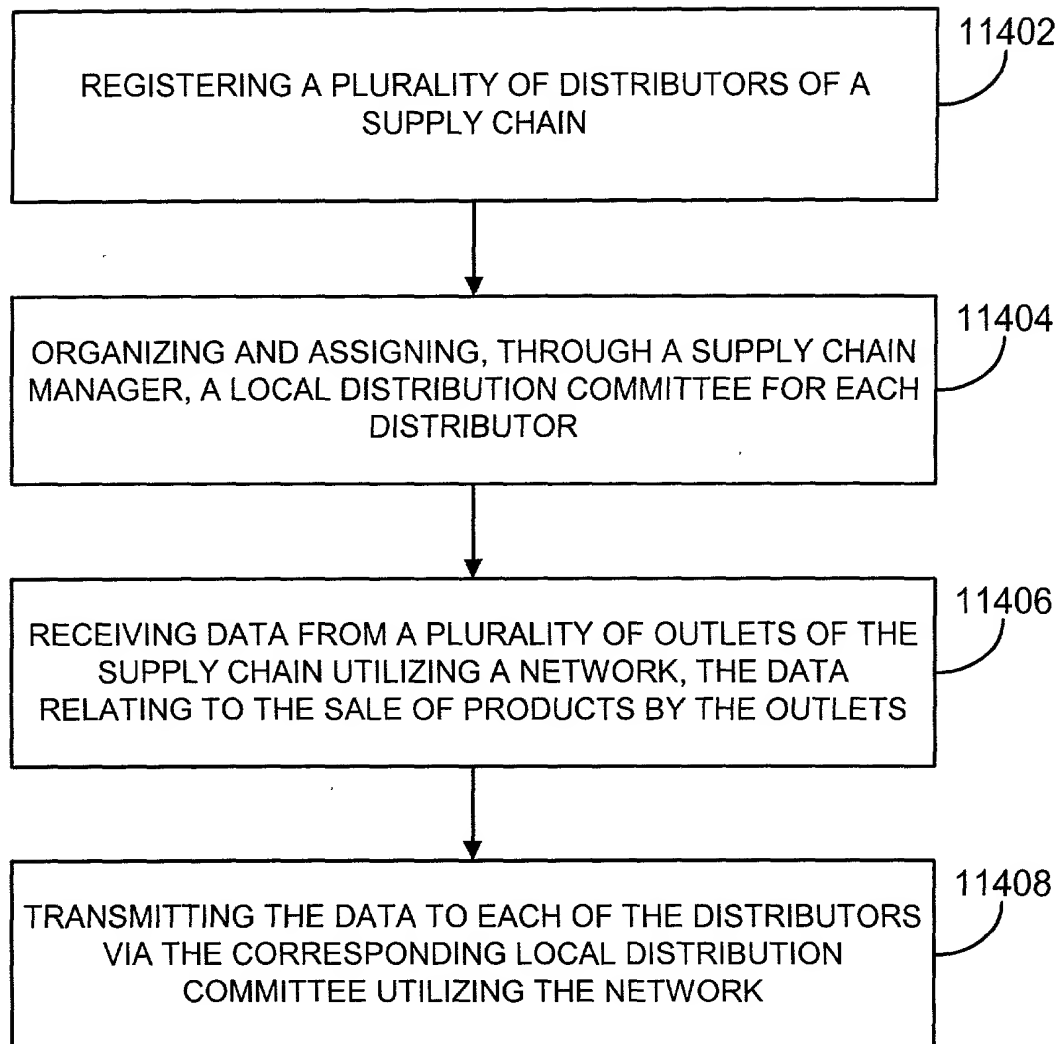 11402
REGISTERING A PLURALITY OF DISTRIBUTORS OF A
SUPPLY CHAIN
11404
ORGANIZING AND ASSIGNING, THROUGH A SUPPLY CHAIN
MANAGER, A LOCAL DISTRIBUTION COMMITTEE FOR EACH
DISTRIBUTOR
11406
RECEIVING DATA FROM A PLURALITY OF OUTLETS OF THE
SUPPLY CHAIN UTILIZING A NETWORK, THE DATA
RELATING TO THE SALE OF PRODUCTS BY THE OUTLETS
11408
TRANSMITTING THE DATA TO EACH OF THE DISTRIBUTORS
VIA THE CORRESPONDING LOCAL DISTRIBUTION
COMMITTEE UTILIZING THE NETWORK